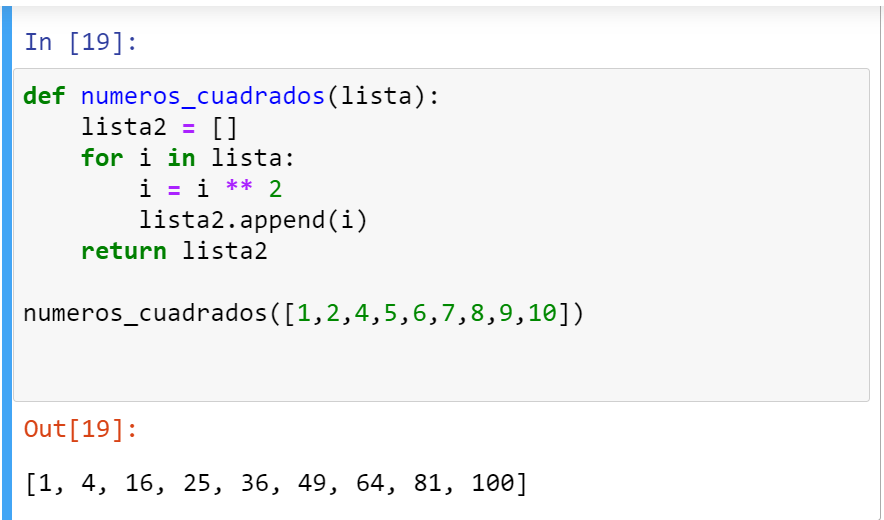 In [19]:
def numeros_cuadrados(lista):
    lista2 = []
    for i in lista:
        i = i ** 2
        lista2.append(i)
    return lista2
numeros_cuadrados([1,2,4,5,6,7,8,9,10])
Out[19]:
[1, 4, 16, 25, 36, 49, 64, 81, 100]